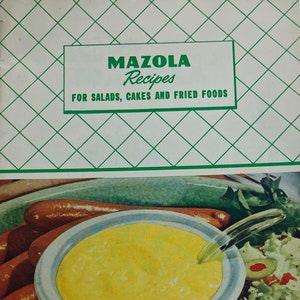 MAZOLA
Recipes
FOR SALADS, CAKES AND FRIED FOODS